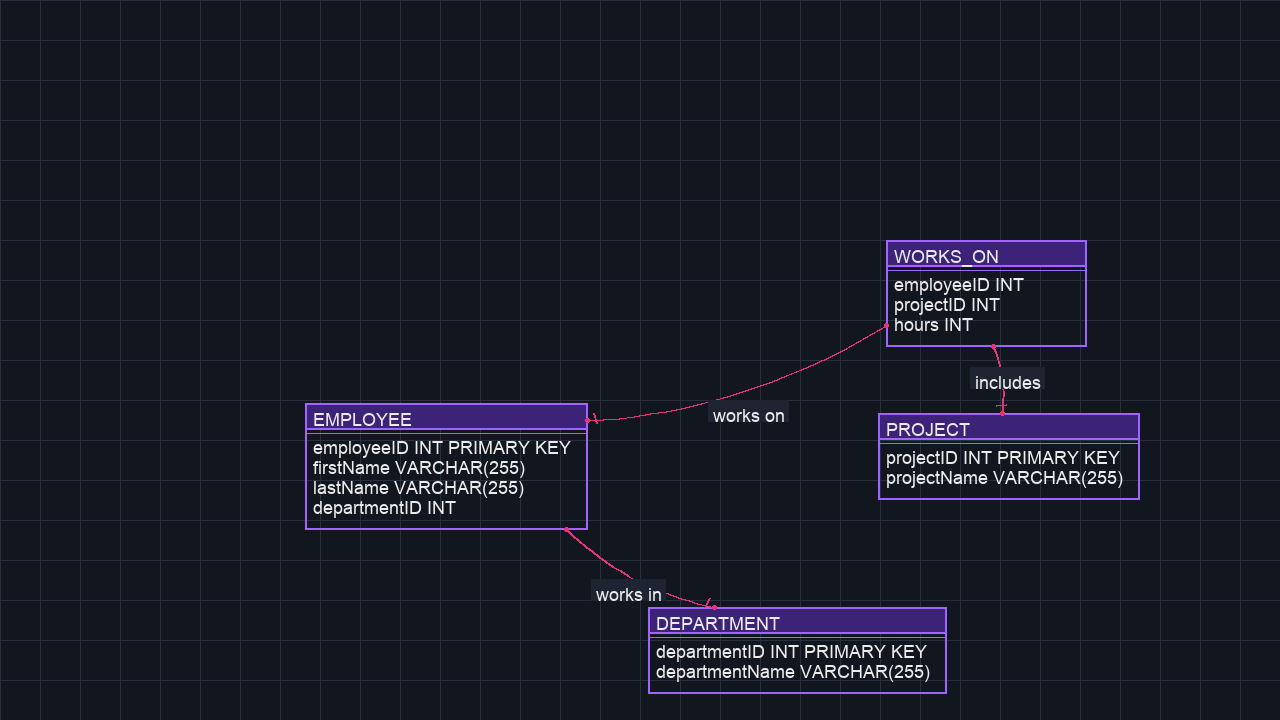 WORKS_ON
employeeID INT
projectID INT
hours INT
includes
works on
EMPLOYEE
employeeID INT PRIMARY KEY
firstName VARCHAR(255)
lastName VARCHAR(255)
departmentID INT
PROJECT
projectID INT PRIMARY KEY
projectName VARCHAR(255)
works in
DEPARTMENT
departmentID INT PRIMARY KEY
departmentName VARCHAR(255)